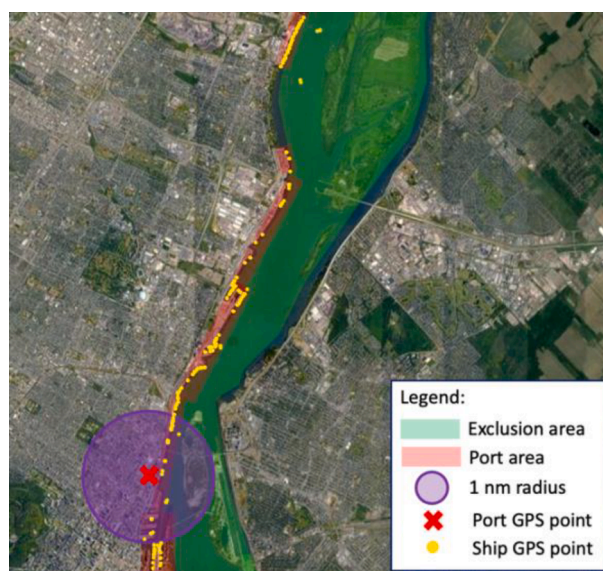 Legend:
Exclusion area
Port area
1 nm radius
Port GPS point
Ship GPS point